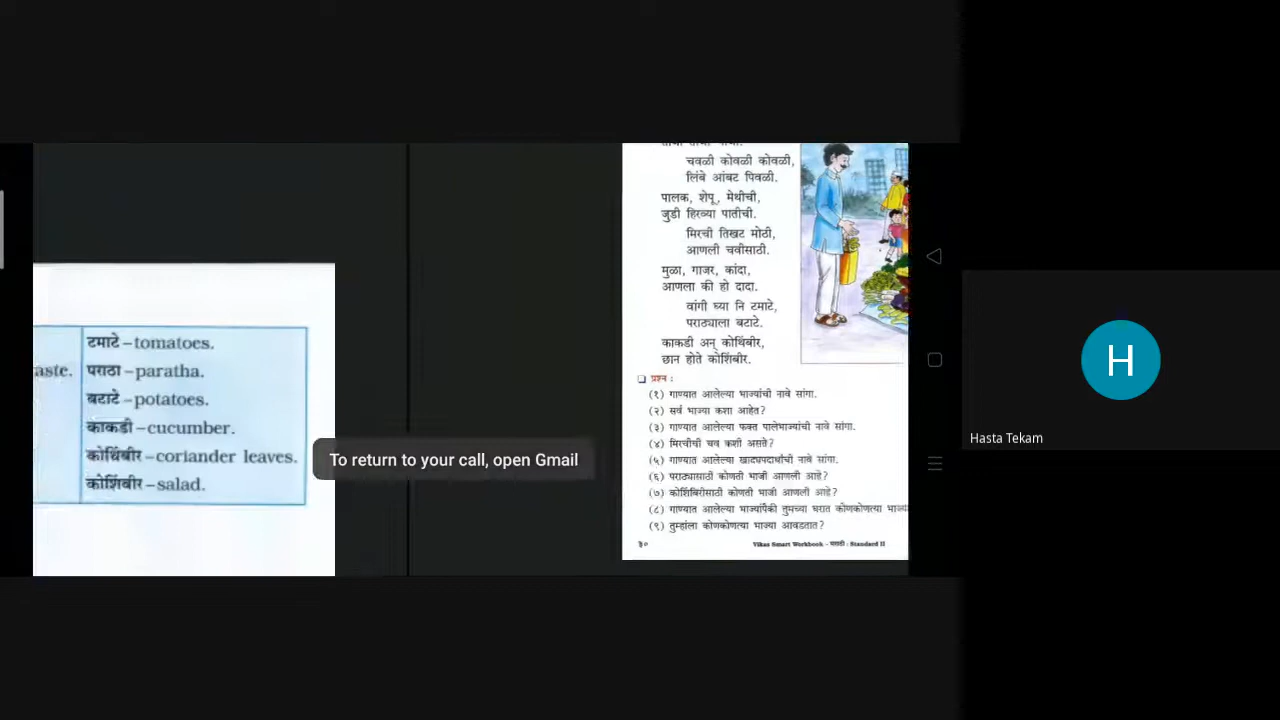 टमाटे – tomatoes.
aste. पराठा – paratha.
बटाटे – potatoes.
काकडी – cucumber.
कोथिंबीर – coriander leaves.
कोशिंबीर – salad.
To return to your call, open Gmail
चवळी कोवळी कोवळी,
लिंबे आंबट पिवळी.
पालक, शेपू, मेथीची,
जुडी हिरव्या पातीची.
मिरची तिखट मोठी,
आणली चवीसाठी.
मुळा, गाजर, कांदा,
आणला की हो दादा.
वांगी घ्या नि टमाटे,
पराठ्याला बटाटे.
काकडी अन् कोथिंबीर,
छान होते कोशिंबीर.
❑ प्रश्न :
(१) गाण्यात आलेल्या भाज्यांची नावे सांगा.
(२) सर्व भाज्या कशा आहेत?
(३) गाण्यात आलेल्या फक्त पालेभाज्यांची नावे सांगा.
(४) मिरचीची चव कशी असते?
(५) गाण्यात आलेल्या खाद्यपदार्थांची नावे सांगा.
(६) पराठ्यासाठी कोणती भाजी आणली आहे?
(७) कोशिंबिरीसाठी कोणती भाजी आणली आहे?
(८) गाण्यात आलेल्या भाज्यांपैकी तुमच्या घरात कोणकोणत्या भाज्या
(९) तुम्हांला कोणकोणत्या भाज्या आवडतात?
३० Vikas Smart Workbook – मराठी : Standard II
H
Hasta Tekam